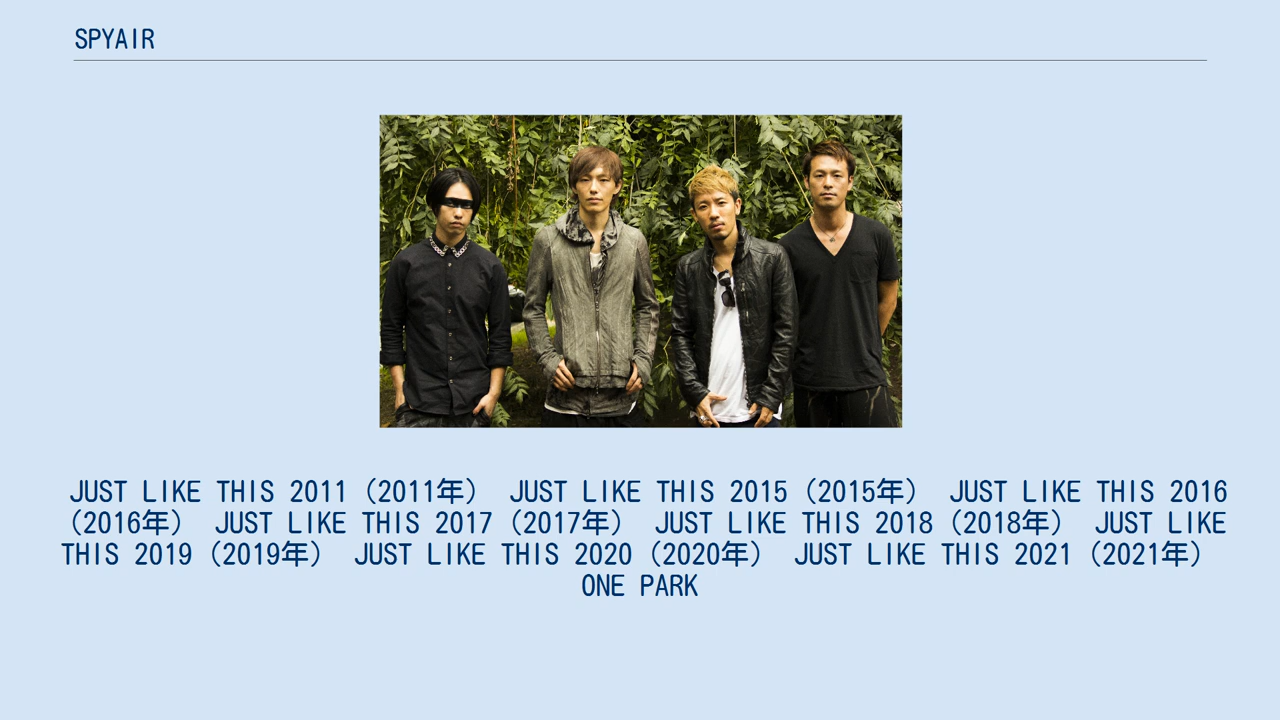 SPYAIR
JUST LIKE THIS 2011（2011年） JUST LIKE THIS 2015（2015年） JUST LIKE THIS 2016
（2016年） JUST LIKE THIS 2017（2017年） JUST LIKE THIS 2018（2018年） JUST LIKE
THIS 2019（2019年） JUST LIKE THIS 2020（2020年） JUST LIKE THIS 2021（2021年）
ONE PARK